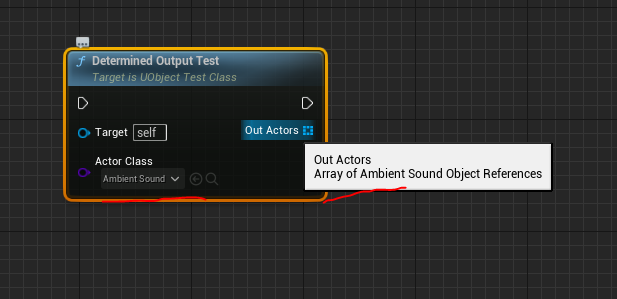 Determined Output Test
Target is UObject Test Class
Target self
Out Actors
Actor Class
Ambient Sound
Out Actors
Array of Ambient Sound Object References